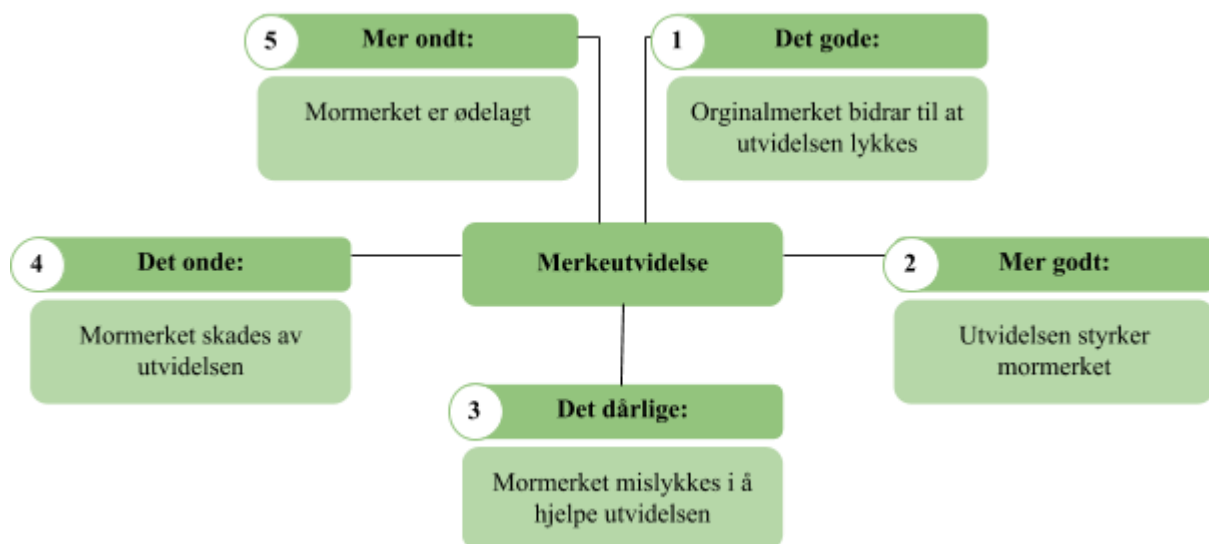 5
Mer ondt:
Mormerket er ødelagt
1
Det gode:
Orginalmerket bidrar til at
utvidelsen lykkes
Merkeutvidelse
4
Det onde:
Mormerket skades av
utvidelsen
2
Mer godt:
Utvidelsen styrker
mormerket
3
Det dårlige:
Mormerket mislykkes i å
hjelpe utvidelsen